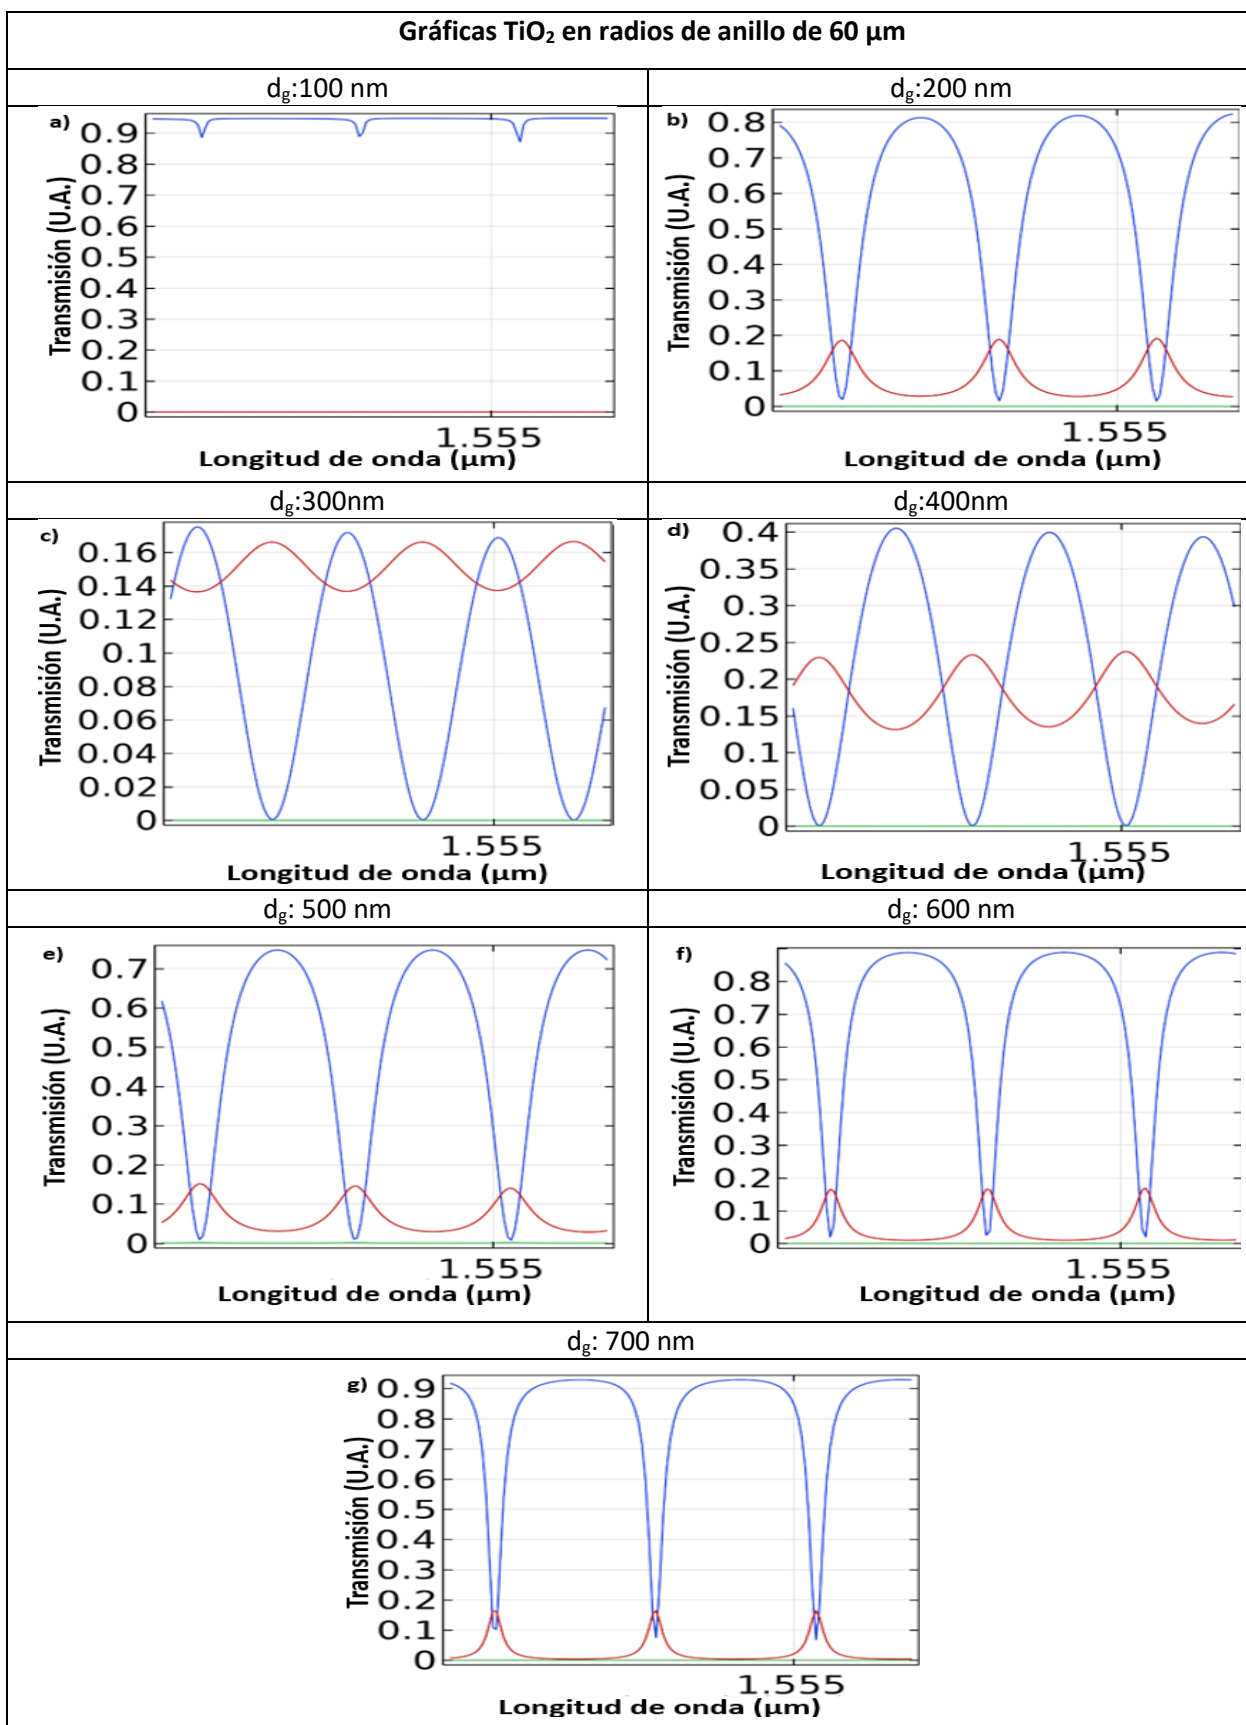 Gráficas TiO₂ en radios de anillo de 60 µm
dg:100 nm
dg:200 nm
a)
0.9
0.8
0.7
0.6
0.5
0.4
0.3
0.2
0.1
0
Transmisión (U.A.)
1.555
Longitud de onda (µm)
b)
0.8
0.7
0.6
0.5
0.4
0.3
0.2
0.1
0
Transmisión (U.A.)
1.555
Longitud de onda (µm)
dg:300nm
dg:400nm
c)
0.16
0.14
0.12
0.1
0.08
0.06
0.04
0.02
0
Transmisión (U.A.)
1.555
Longitud de onda (µm)
d)
0.4
0.35
0.3
0.25
0.2
0.15
0.1
0.05
0
Transmisión (U.A.)
1.555
Longitud de onda (µm)
dg: 500 nm
dg: 600 nm
e)
0.7
0.6
0.5
0.4
0.3
0.2
0.1
0
Transmisión (U.A.)
1.555
Longitud de onda (µm)
f)
0.8
0.7
0.6
0.5
0.4
0.3
0.2
0.1
0
Transmisión (U.A.)
1.555
Longitud de onda (µm)
dg: 700 nm
g)
0.9
0.8
0.7
0.6
0.5
0.4
0.3
0.2
0.1
0
Transmisión (U.A.)
1.555
Longitud de onda (µm)